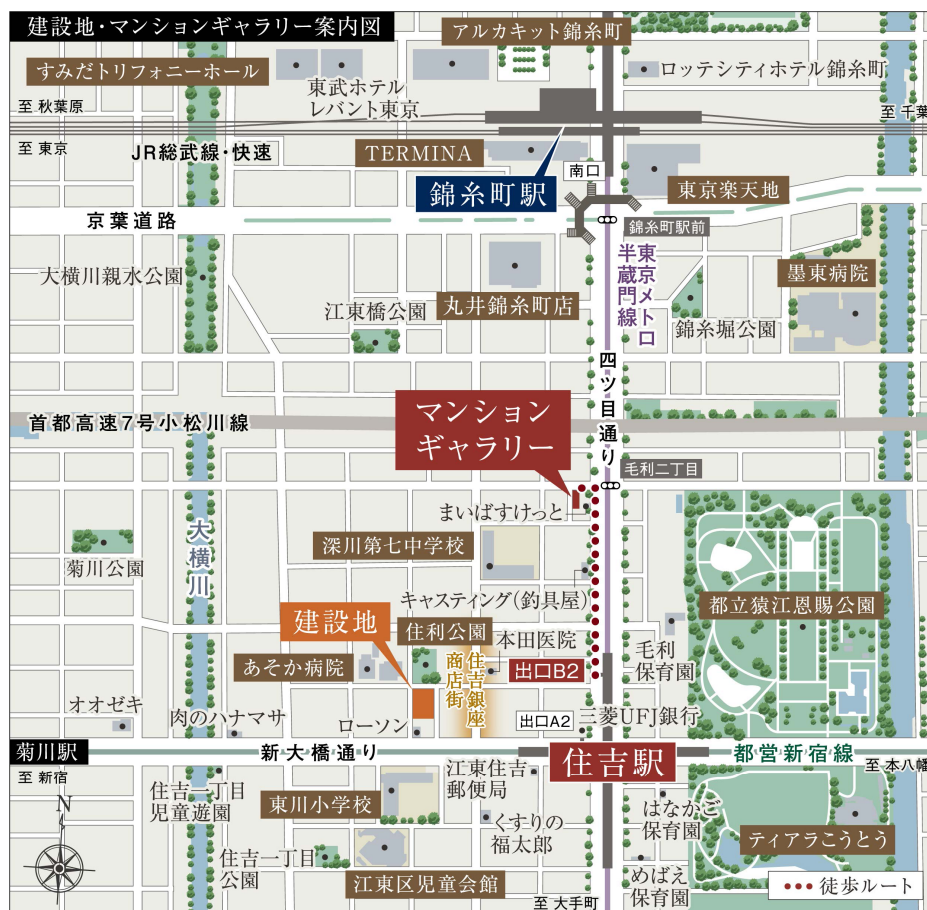 建設地・マンションギャラリー案内図
アルカキット錦糸町
すみだトリフォニーホール
東武ホテル
レバント東京
ロッテシティホテル錦糸町
至 秋葉原
至 千葉
至 東京
JR総武線・快速
TERMINA
南口
錦糸町駅
東京楽天地
京葉道路
錦糸町駅前
東京メトロ
半蔵門線
大横川親水公園
丸井錦糸町店
墨東病院
江東橋公園
錦糸堀公園
四ツ目通り
マンション
ギャラリー
首都高速7号小松川線
毛利二丁目
まいばすけっと
大横川
深川第七中学校
菊川公園
キャスティング(釣具屋)
都立猿江恩賜公園
建設地
住利公園
本田医院
毛利
保育園
あそか病院
住吉銀座
商店街
出口B2
オオゼキ
肉のハナマサ
ローソン
出口A2
三菱UFJ銀行
菊川駅
新大橋通り
住吉駅
都営新宿線
至 新宿
至 本八幡
住吉一丁目
児童遊園
東川小学校
江東住吉
郵便局
はなかご
保育園
N
くすりの
福太郎
ティアラこうとう
住吉一丁目
公園
江東区児童会館
めばえ
保育園
徒歩ルート
至 大手町